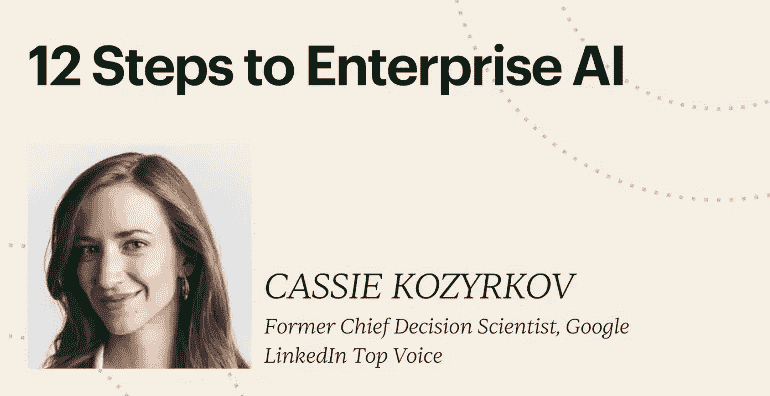 12 Steps to Enterprise AI
CASSIE KOZYRKOV
Former Chief Decision Scientist, Google
LinkedIn Top Voice